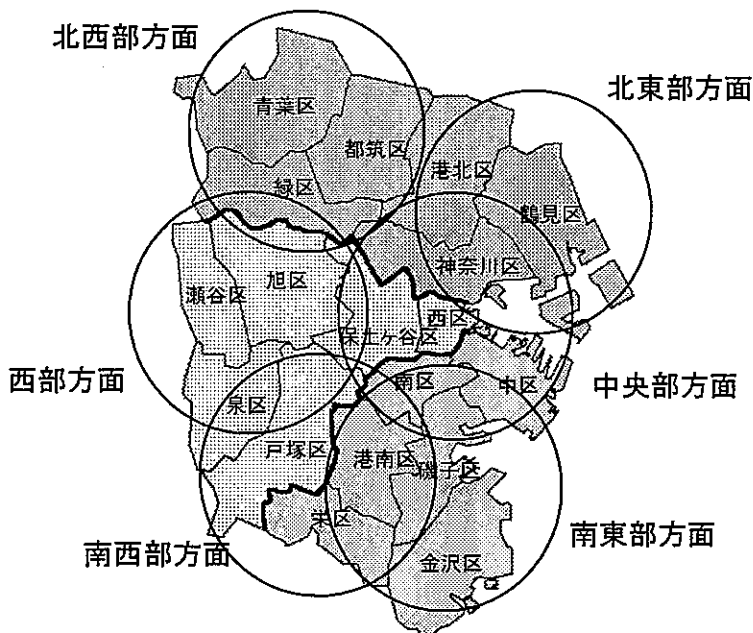 北西部方面
北東部方面
青葉区
都筑区
港北区
緑区
鶴見区
神奈川区
旭区
瀬谷区
西区
保土ヶ谷区
西部方面
南区
中区
中央部方面
泉区
戸塚区
港南区
磯子区
栄区
南西部方面
南東部方面
金沢区